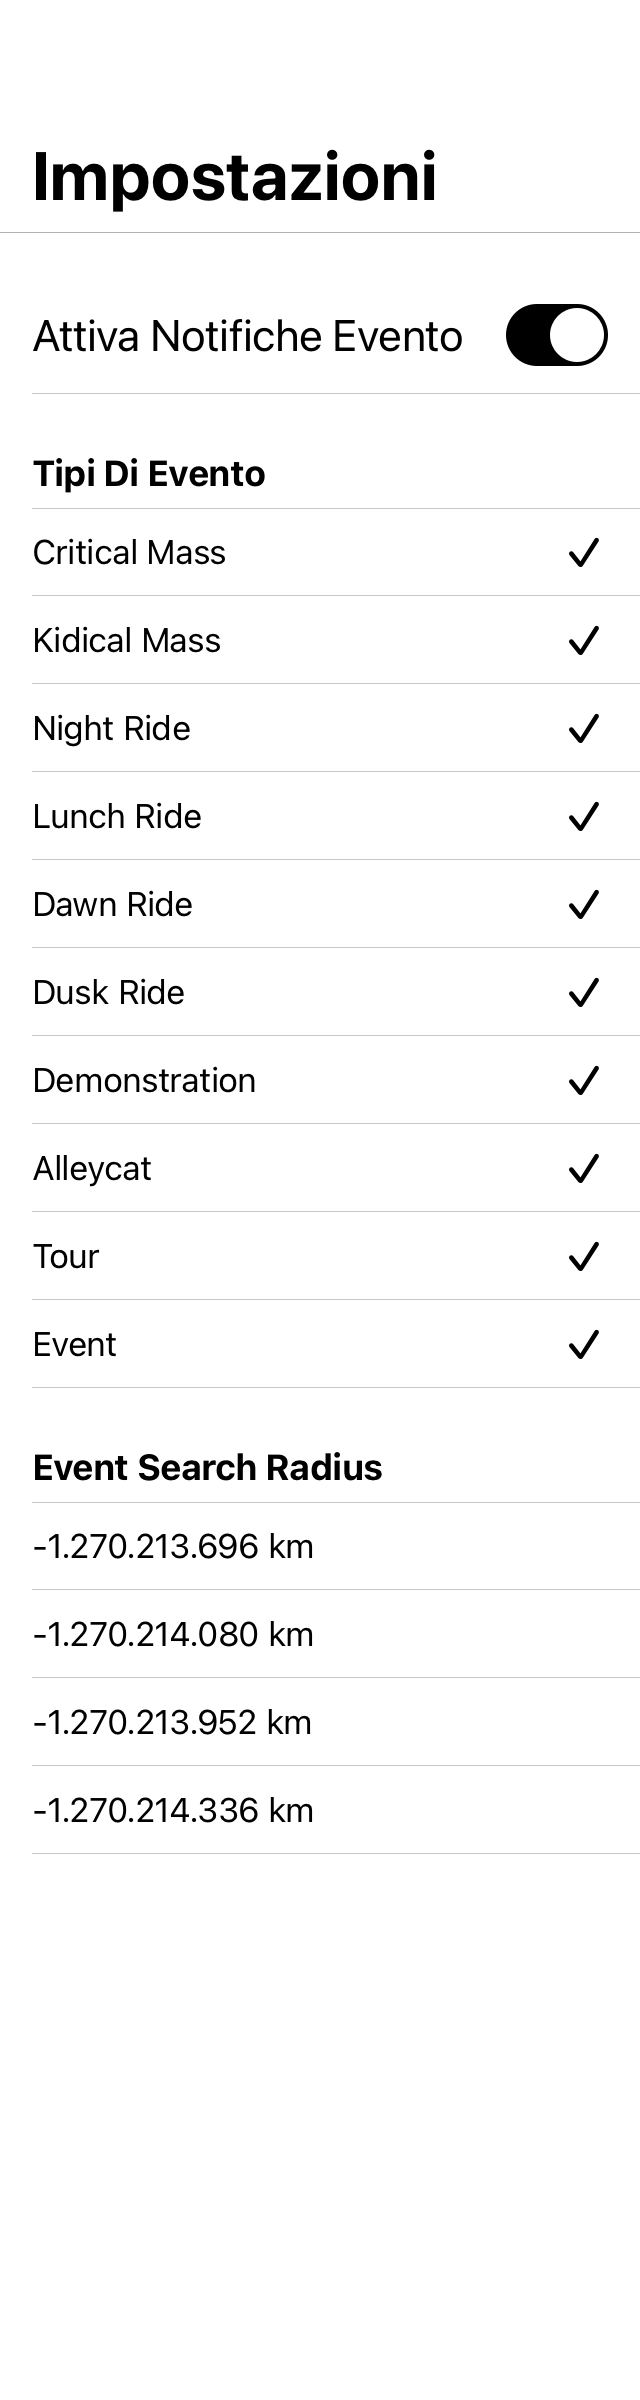 Impostazioni
Attiva Notifiche Evento
Tipi Di Evento
Critical Mass
Kidical Mass
Night Ride
Lunch Ride
Dawn Ride
Dusk Ride
Demonstration
Alleycat
Tour
Event
Event Search Radius
-1.270.213.696 km
-1.270.214.080 km
-1.270.213.952 km
-1.270.214.336 km